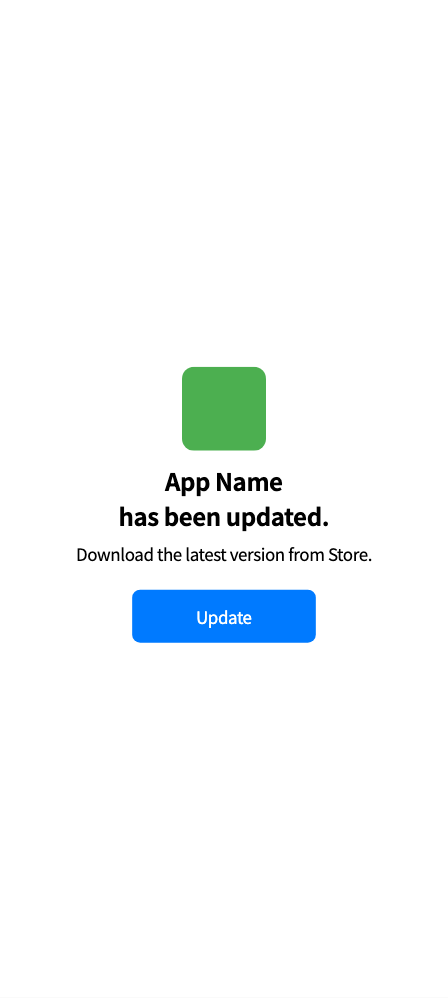 App Name
has been updated.
Download the latest version from Store.
Update